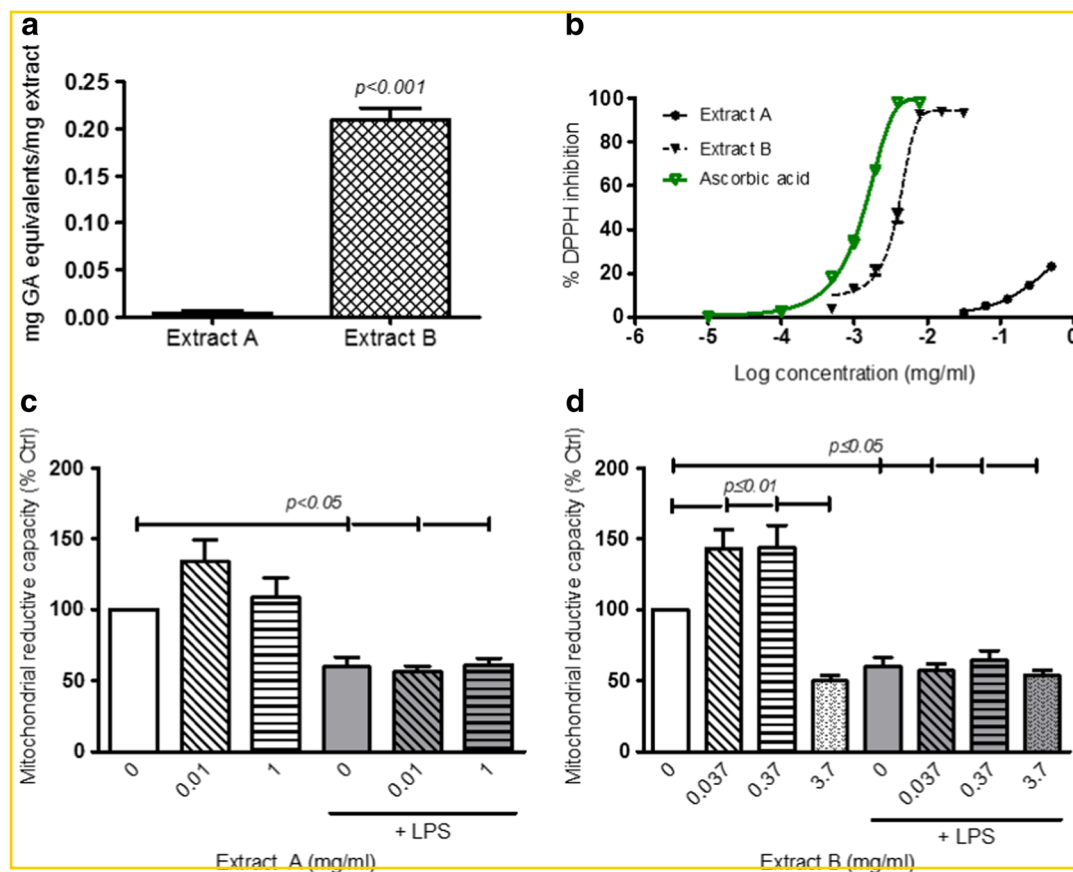 a
mg GA equivalents/mg extract
0.25
0.20
0.15
0.10
0.05
0.00
p<0.001
Extract A
Extract B
b
% DPPH inhibition
100
80
60
40
20
0
Extract A
Extract B
Ascorbic acid
-6
-5
-4
-3
-2
-1
0
Log concentration (mg/ml)
c
Mitochondrial reductive capacity (% Ctrl)
200
150
100
50
0
p<0.05
0
0.01
1
0
0.01
1
+ LPS
Extract A (mg/ml)
d
Mitochondrial reductive capacity (% Ctrl)
200
150
100
50
0
p≤0.05
p≤0.01
0
0.037
0.37
3.7
0
0.037
0.37
3.7
+ LPS
Extract B (mg/ml)